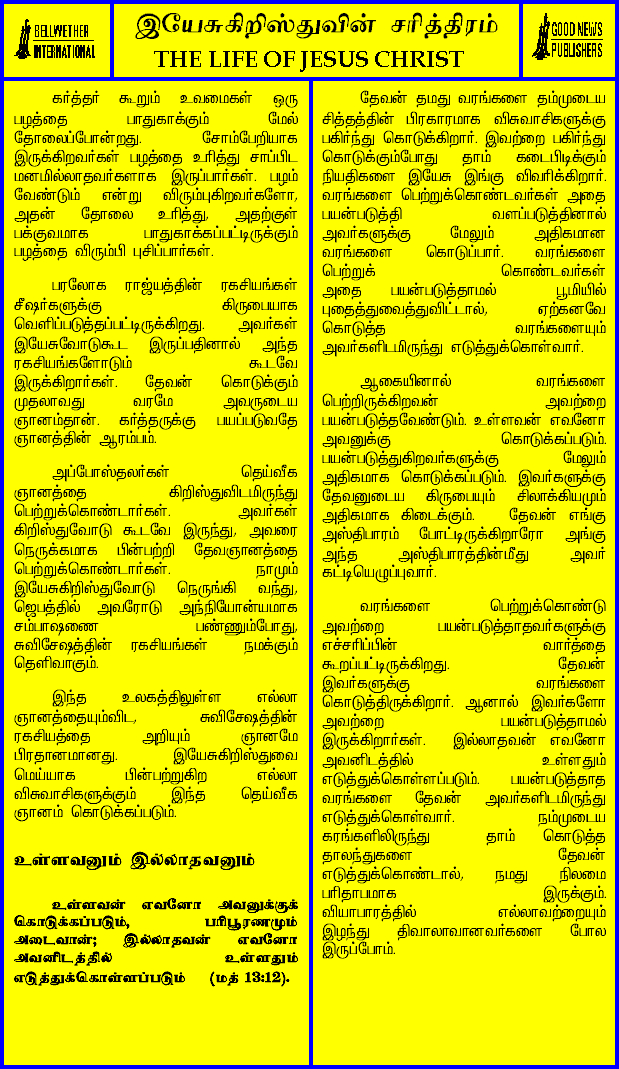 BELLWETHER
INTERNATIONAL
இயேசுகிறிஸ்துவின் சரித்திரம்
THE LIFE OF JESUS CHRIST
GOOD NEWS
PUBLISHERS
கர்த்தர் கூறும் உவமைகள் ஒரு
பழத்தை பாதுகாக்கும் மேல்
தோலைப்போன்றது. சோம்பேறியாக
இருக்கிறவர்கள் பழத்தை உரித்து சாப்பிட
மனமில்லாதவர்களாக இருப்பார்கள். பழம்
வேண்டும் என்று விரும்புகிறவர்களோ,
அதன் தோலை உரித்து, அதற்குள்
பக்குவமாக பாதுகாக்கப்பட்டிருக்கும்
பழத்தை விரும்பி புசிப்பார்கள்.
பரலோக ராஜ்யத்தின் ரகசியங்கள்
சீஷர்களுக்கு கிருபையாக
வெளிப்படுத்தப்பட்டிருக்கிறது. அவர்கள்
இயேசுவோடுகூட இருப்பதினால் அந்த
ரகசியங்களோடும் கூடவே
இருக்கிறார்கள். தேவன் கொடுக்கும்
முதலாவது வரமே அவருடைய
ஞானம்தான். கர்த்தருக்கு பயப்படுவதே
ஞானத்தின் ஆரம்பம்.
அப்போஸ்தலர்கள் தெய்வீக
ஞானத்தை கிறிஸ்துவிடமிருந்து
பெற்றுக்கொண்டார்கள். அவர்கள்
கிறிஸ்துவோடு கூடவே இருந்து, அவரை
நெருக்கமாக பின்பற்றி தேவஞானத்தை
பெற்றுக்கொண்டார்கள். நாமும்
இயேசுகிறிஸ்துவோடு நெருங்கி வந்து,
ஜெபத்தில் அவரோடு அந்நியோன்யமாக
சம்பாஷணை பண்ணும்போது,
சுவிசேஷத்தின் ரகசியங்கள் நமக்கும்
தெளிவாகும்.
இந்த உலகத்திலுள்ள எல்லா
ஞானத்தையும்விட, சுவிசேஷத்தின்
ரகசியத்தை அறியும் ஞானமே
பிரதானமானது. இயேசுகிறிஸ்துவை
மெய்யாக பின்பற்றுகிற எல்லா
விசுவாசிகளுக்கும் இந்த தெய்வீக
ஞானம் கொடுக்கப்படும்.
உள்ளவனும் இல்லாதவனும்
உள்ளவன் எவனோ அவனுக்குக்
கொடுக்கப்படும், பரிபூரணமும்
அடைவான்; இல்லாதவன் எவனோ
அவனிடத்தில் உள்ளதும்
எடுத்துக்கொள்ளப்படும் (மத் 13:12).
தேவன் தமது வரங்களை தம்முடைய
சித்தத்தின் பிரகாரமாக விசுவாசிகளுக்கு
பகிர்ந்து கொடுக்கிறார். இவற்றை பகிர்ந்து
கொடுக்கும்போது தாம் கடைபிடிக்கும்
நியதிகளை இயேசு இங்கு விவரிக்கிறார்.
வரங்களை பெற்றுக்கொண்டவர்கள் அதை
பயன்படுத்தி வளப்படுத்தினால்
அவர்களுக்கு மேலும் அதிகமான
வரங்களை கொடுப்பார். வரங்களை
பெற்றுக் கொண்டவர்கள்
அதை பயன்படுத்தாமல் பூமியில்
புதைத்துவைத்துவிட்டால், ஏற்கனவே
கொடுத்த வரங்களையும்
அவர்களிடமிருந்து எடுத்துக்கொள்வார்.
ஆகையினால் வரங்களை
பெற்றிருக்கிறவன் அவற்றை
பயன்படுத்தவேண்டும். உள்ளவன் எவனோ
அவனுக்கு கொடுக்கப்படும்.
பயன்படுத்துகிறவர்களுக்கு மேலும்
அதிகமாக கொடுக்கப்படும். இவர்களுக்கு
தேவனுடைய கிருபையும் சிலாக்கியமும்
அதிகமாக கிடைக்கும். தேவன் எங்கு
அஸ்திபாரம் போட்டிருக்கிறாரோ அங்கு
அந்த அஸ்திபாரத்தின்மீது அவர்
கட்டியெழுப்புவார்.
வரங்களை பெற்றுக்கொண்டு
அவற்றை பயன்படுத்தாதவர்களுக்கு
எச்சரிப்பின் வார்த்தை
கூறப்பட்டிருக்கிறது. தேவன்
இவர்களுக்கு வரங்களை
கொடுத்திருக்கிறார். ஆனால் இவர்களோ
அவற்றை பயன்படுத்தாமல்
இருக்கிறார்கள். இல்லாதவன் எவனோ
அவனிடத்தில் உள்ளதும்
எடுத்துக்கொள்ளப்படும். பயன்படுத்தாத
வரங்களை தேவன் அவர்களிடமிருந்து
எடுத்துக்கொள்வார். நம்முடைய
கரங்களிலிருந்து தாம் கொடுத்த
தாலந்துகளை தேவன்
எடுத்துக்கொண்டால், நமது நிலமை
பரிதாபமாக இருக்கும்.
வியாபாரத்தில் எல்லாவற்றையும்
இழந்து திவாலாவானவர்களை போல
இருப்போம்.